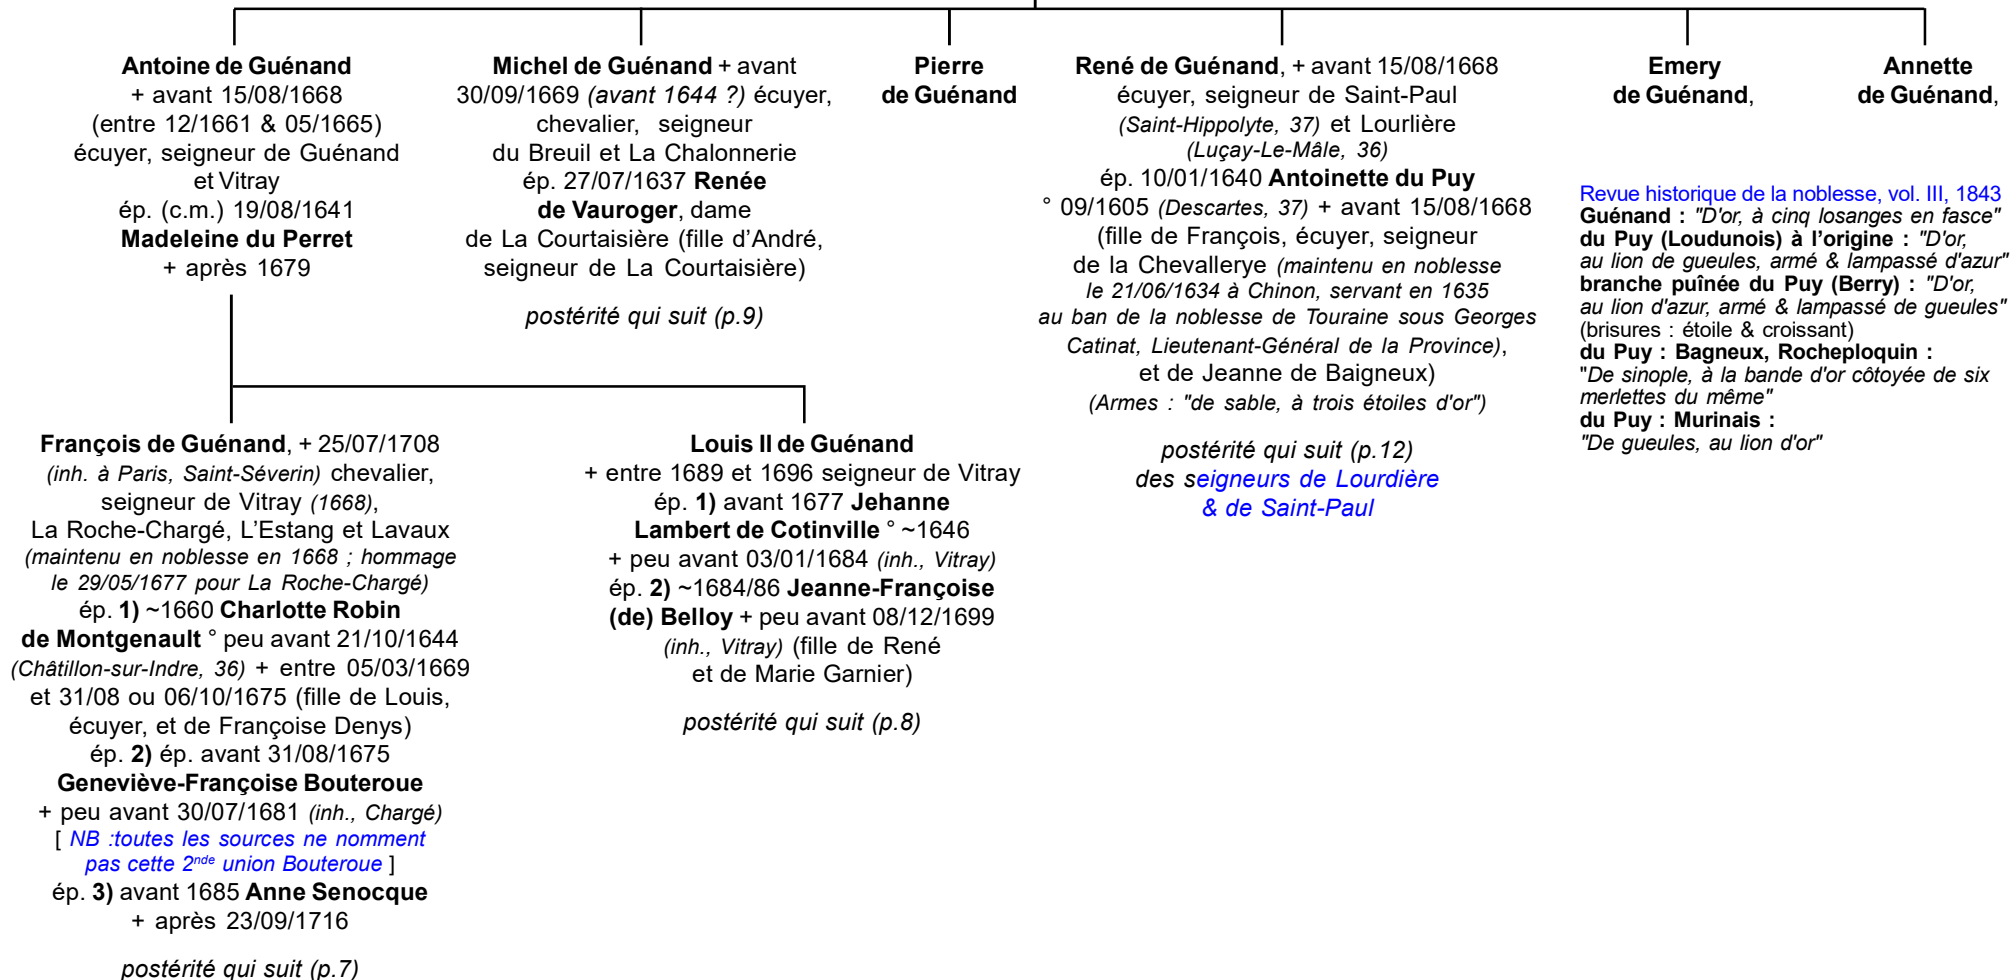 Antoine de Guénand
+ avant 15/08/1668
(entre 12/1661 & 05/1665)
écuyer, seigneur de Guénand
et Vitray
ép. (c.m.) 19/08/1641
Madeleine du Perret
+ après 1679
Michel de Guénand + avant
30/09/1669 (avant 1644 ?) écuyer,
chevalier, seigneur
du Breuil et La Chalonnerie
ép. 27/07/1637 Renée
de Vauroger, dame
de La Courtaisière (fille d'André,
seigneur de La Courtaisière)
postérité qui suit (p.9)
Pierre
de Guénand
René de Guénand, + avant 15/08/1668
écuyer, seigneur de Saint-Paul
(Saint-Hippolyte, 37) et Lourlière
(Luçay-Le-Mâle, 36)
ép. 10/01/1640 Antoinette du Puy
° 09/1605 (Descartes, 37) + avant 15/08/1668
(fille de François, écuyer, seigneur
de la Chevallerye (maintenu en noblesse
le 21/06/1634 à Chinon, servant en 1635
au ban de la noblesse de Touraine sous Georges
Catinat, Lieutenant-Général de la Province),
et de Jeanne de Baigneux)
(Armes : "de sable, à trois étoiles d'or")
postérité qui suit (p.12)
des seigneurs de Lourdière
& de Saint-Paul
Emery
de Guénand,
Annette
de Guénand,
Revue historique de la noblesse, vol. III, 1843
Guénand : "D'or, à cinq losanges en fasce"
du Puy (Loudunois) à l'origine : "D'or,
au lion de gueules, armé & lampassé d'azur"
branche puînée du Puy (Berry) : "D'or,
au lion d'azur, armé & lampassé de gueules"
(brisures : étoile & croissant)
du Puy : Bagneux, Rocheploquin :
"De sinople, à la bande d'or côtoyée de six
merlettes du même"
du Puy : Murinais :
"De gueules, au lion d'or"
François de Guénand, + 25/07/1708
(inh. à Paris, Saint-Séverin) chevalier,
seigneur de Vitray (1668),
La Roche-Chargé, L'Estang et Lavaux
(maintenu en noblesse en 1668 ; hommage
le 29/05/1677 pour La Roche-Chargé)
ép. 1) ~1660 Charlotte Robin
de Montgenault ° peu avant 21/10/1644
(Châtillon-sur-Indre, 36) + entre 05/03/1669
et 31/08 ou 06/10/1675 (fille de Louis,
écuyer, et de Françoise Denys)
ép. 2) ép. avant 31/08/1675
Geneviève-Françoise Bouteroue
+ peu avant 30/07/1681 (inh., Chargé)
[ NB :toutes les sources ne nomment
pas cette 2nde union Bouteroue ]
ép. 3) avant 1685 Anne Senocque
+ après 23/09/1716
postérité qui suit (p.7)
Louis II de Guénand
+ entre 1689 et 1696 seigneur de Vitray
ép. 1) avant 1677 Jehanne
Lambert de Cotinville ° ~1646
+ peu avant 03/01/1684 (inh., Vitray)
ép. 2) ~1684/86 Jeanne-Françoise
(de) Belloy + peu avant 08/12/1699
(inh., Vitray) (fille de René
et de Marie Garnier)
postérité qui suit (p.8)